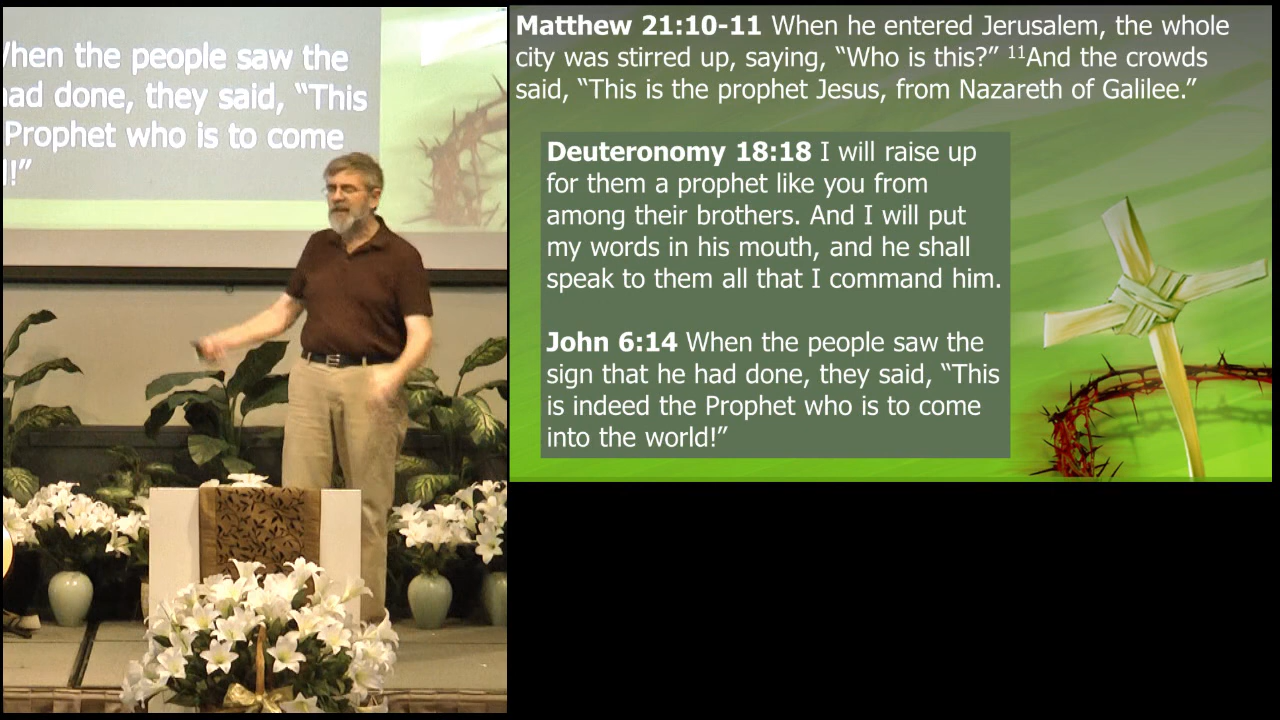 When the people saw the
had done, they said, “This
Prophet who is to come
!”
Matthew 21:10-11 When he entered Jerusalem, the whole
city was stirred up, saying, “Who is this?” ¹¹And the crowds
said, “This is the prophet Jesus, from Nazareth of Galilee.”
Deuteronomy 18:18 I will raise up
for them a prophet like you from
among their brothers. And I will put
my words in his mouth, and he shall
speak to them all that I command him.
John 6:14 When the people saw the
sign that he had done, they said, “This
is indeed the Prophet who is to come
into the world!”